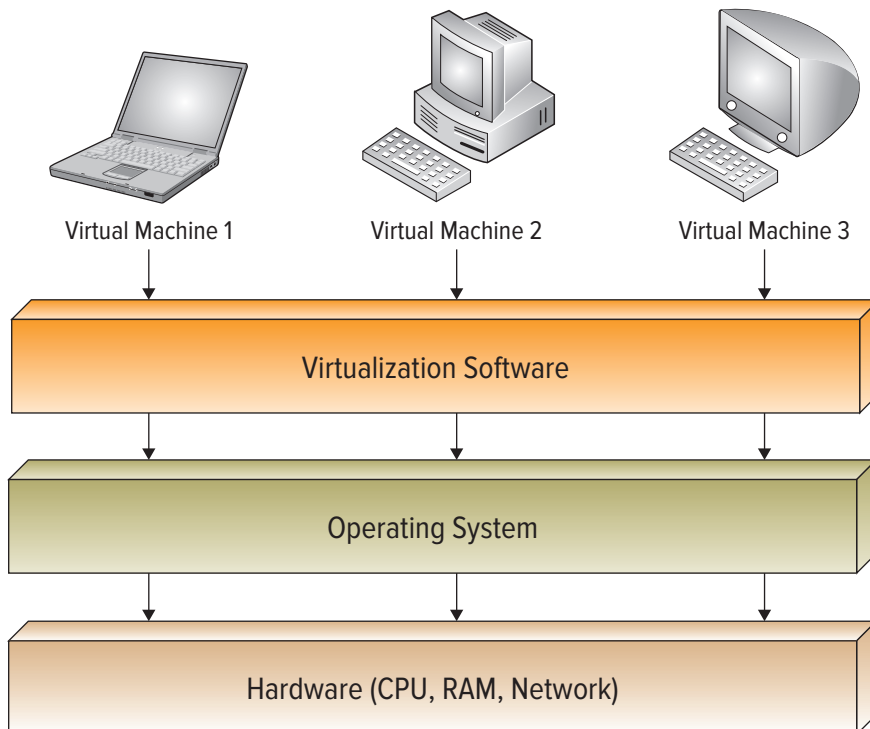 Virtual Machine 1
Virtual Machine 2
Virtual Machine 3
Virtualization Software
Operating System
Hardware (CPU, RAM, Network)